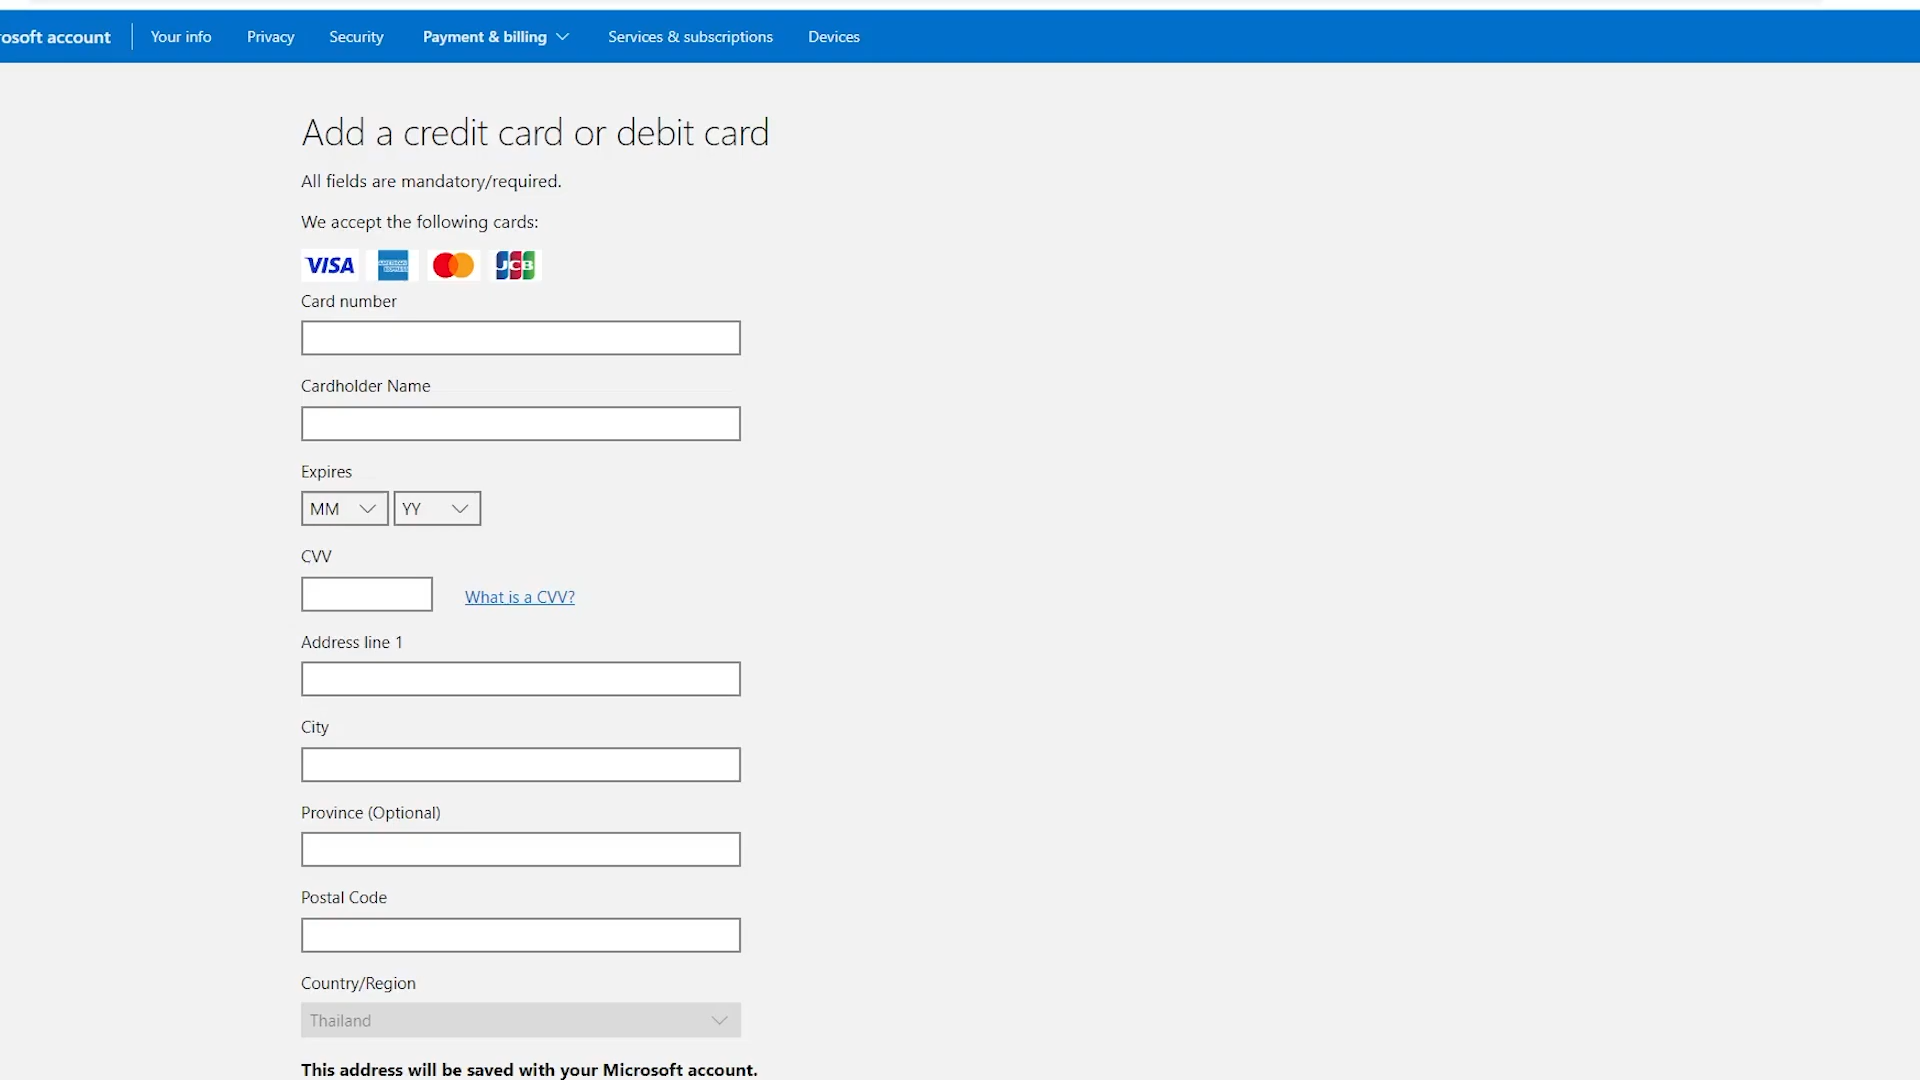 osoft account
Your info
Privacy
Security
Payment & billing
Services & subscriptions
Devices
Add a credit card or debit card
All fields are mandatory/required.
We accept the following cards:
VISA
AMERICAN EXPRESS
JCB
Card number
Cardholder Name
Expires
MM
YY
CVV
What is a CVV?
Address line 1
City
Province (Optional)
Postal Code
Country/Region
Thailand
This address will be saved with your Microsoft account.